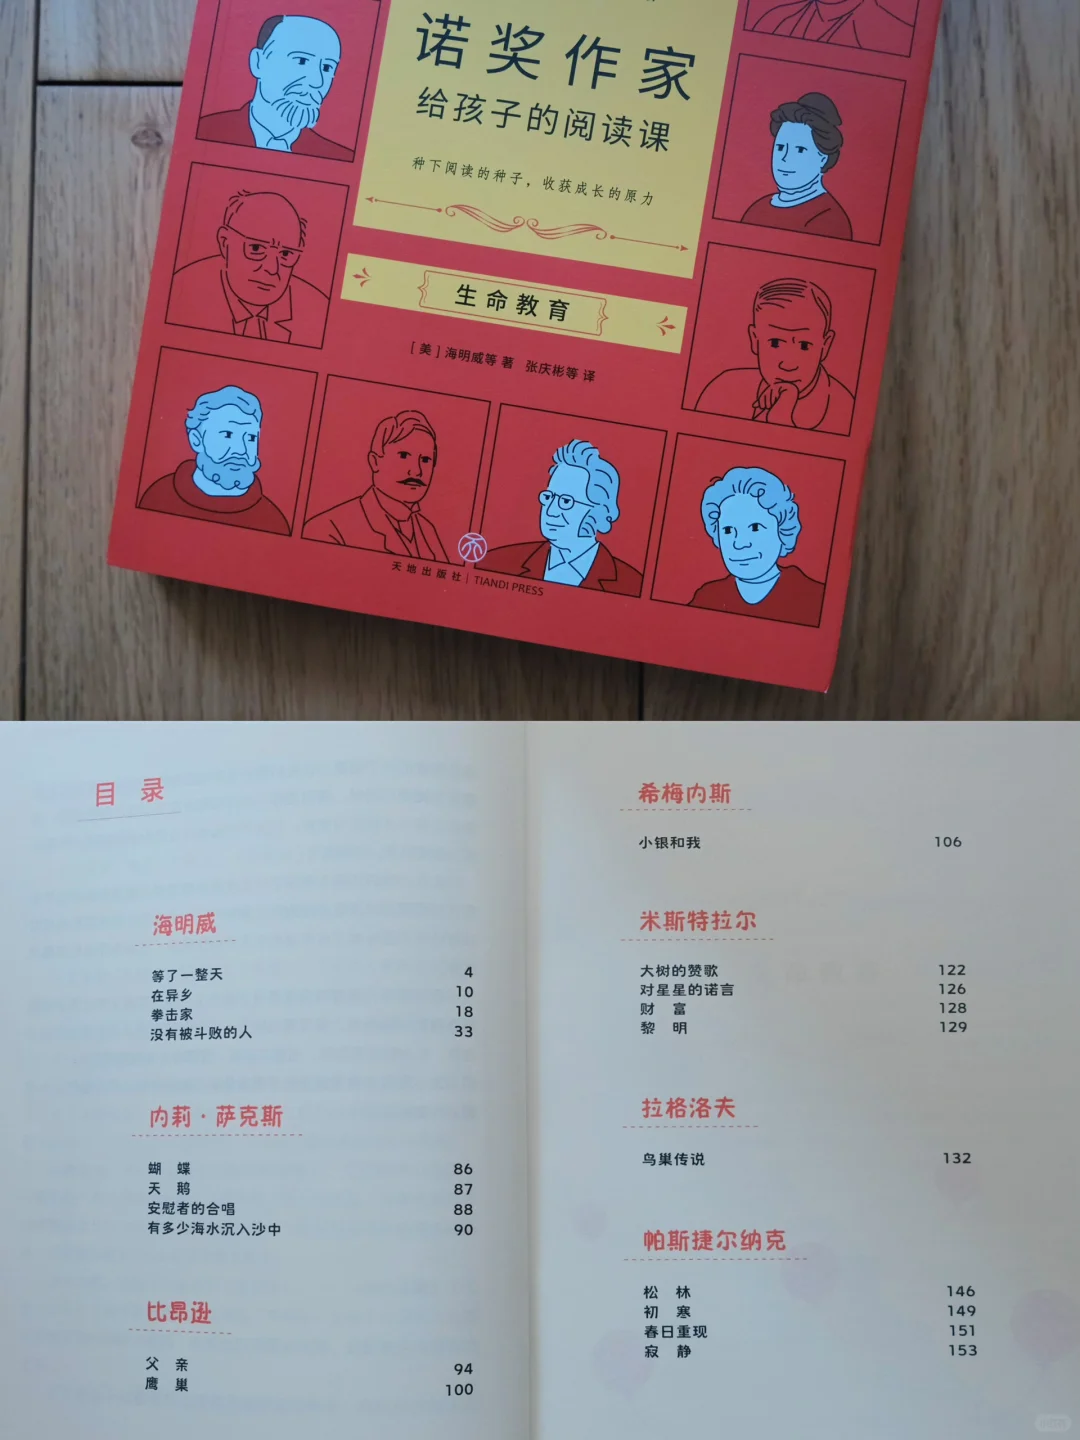 诺奖作家
给孩子的阅读课
种下阅读的种子，收获成长的原力
生命教育
［美］海明威等 著 张庆彬等 译
天地出版社 | TIANDI PRESS
目 录
海明威
等了一整天 4
在异乡 10
拳击家 18
没有被斗败的人 33
内莉·萨克斯
蝴 蝶 86
天 鹅 87
安慰者的合唱 88
有多少海水沉入沙中 90
比昂逊
父 亲 94
鹰 巢 100
希梅内斯
小银和我 106
米斯特拉尔
大树的赞歌 122
对星星的诺言 126
财 富 128
黎 明 129
拉格洛夫
鸟巢传说 132
帕斯捷尔纳克
松 林 146
初 寒 149
春日重现 151
寂 静 153